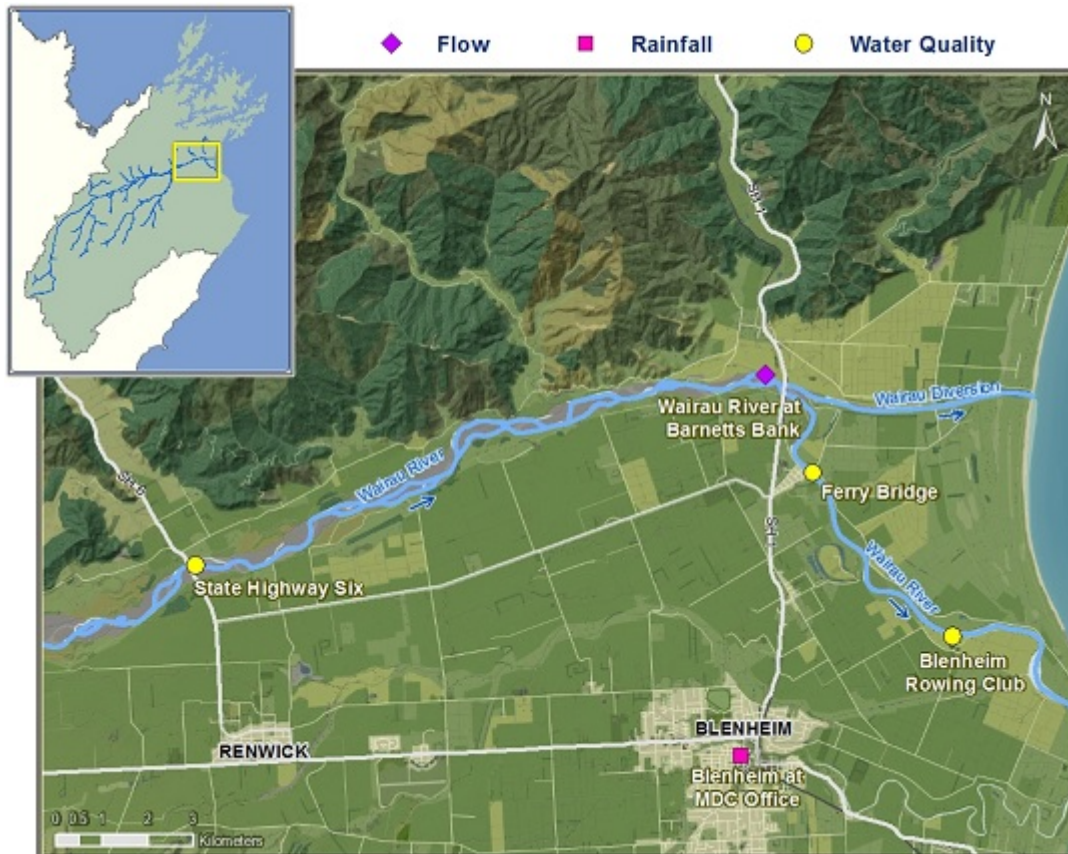 Flow
Rainfall
Water Quality
N
SH 1
Wairau Diversion
Wairau River at
Barnetts Bank
Ferry Bridge
Wairau River
SH 6
State Highway Six
SH 1
Wairau River
Blenheim
Rowing Club
RENWICK
BLENHEIM
Blenheim at
MDC Office
0 0.5 1 2 3
Kilometers